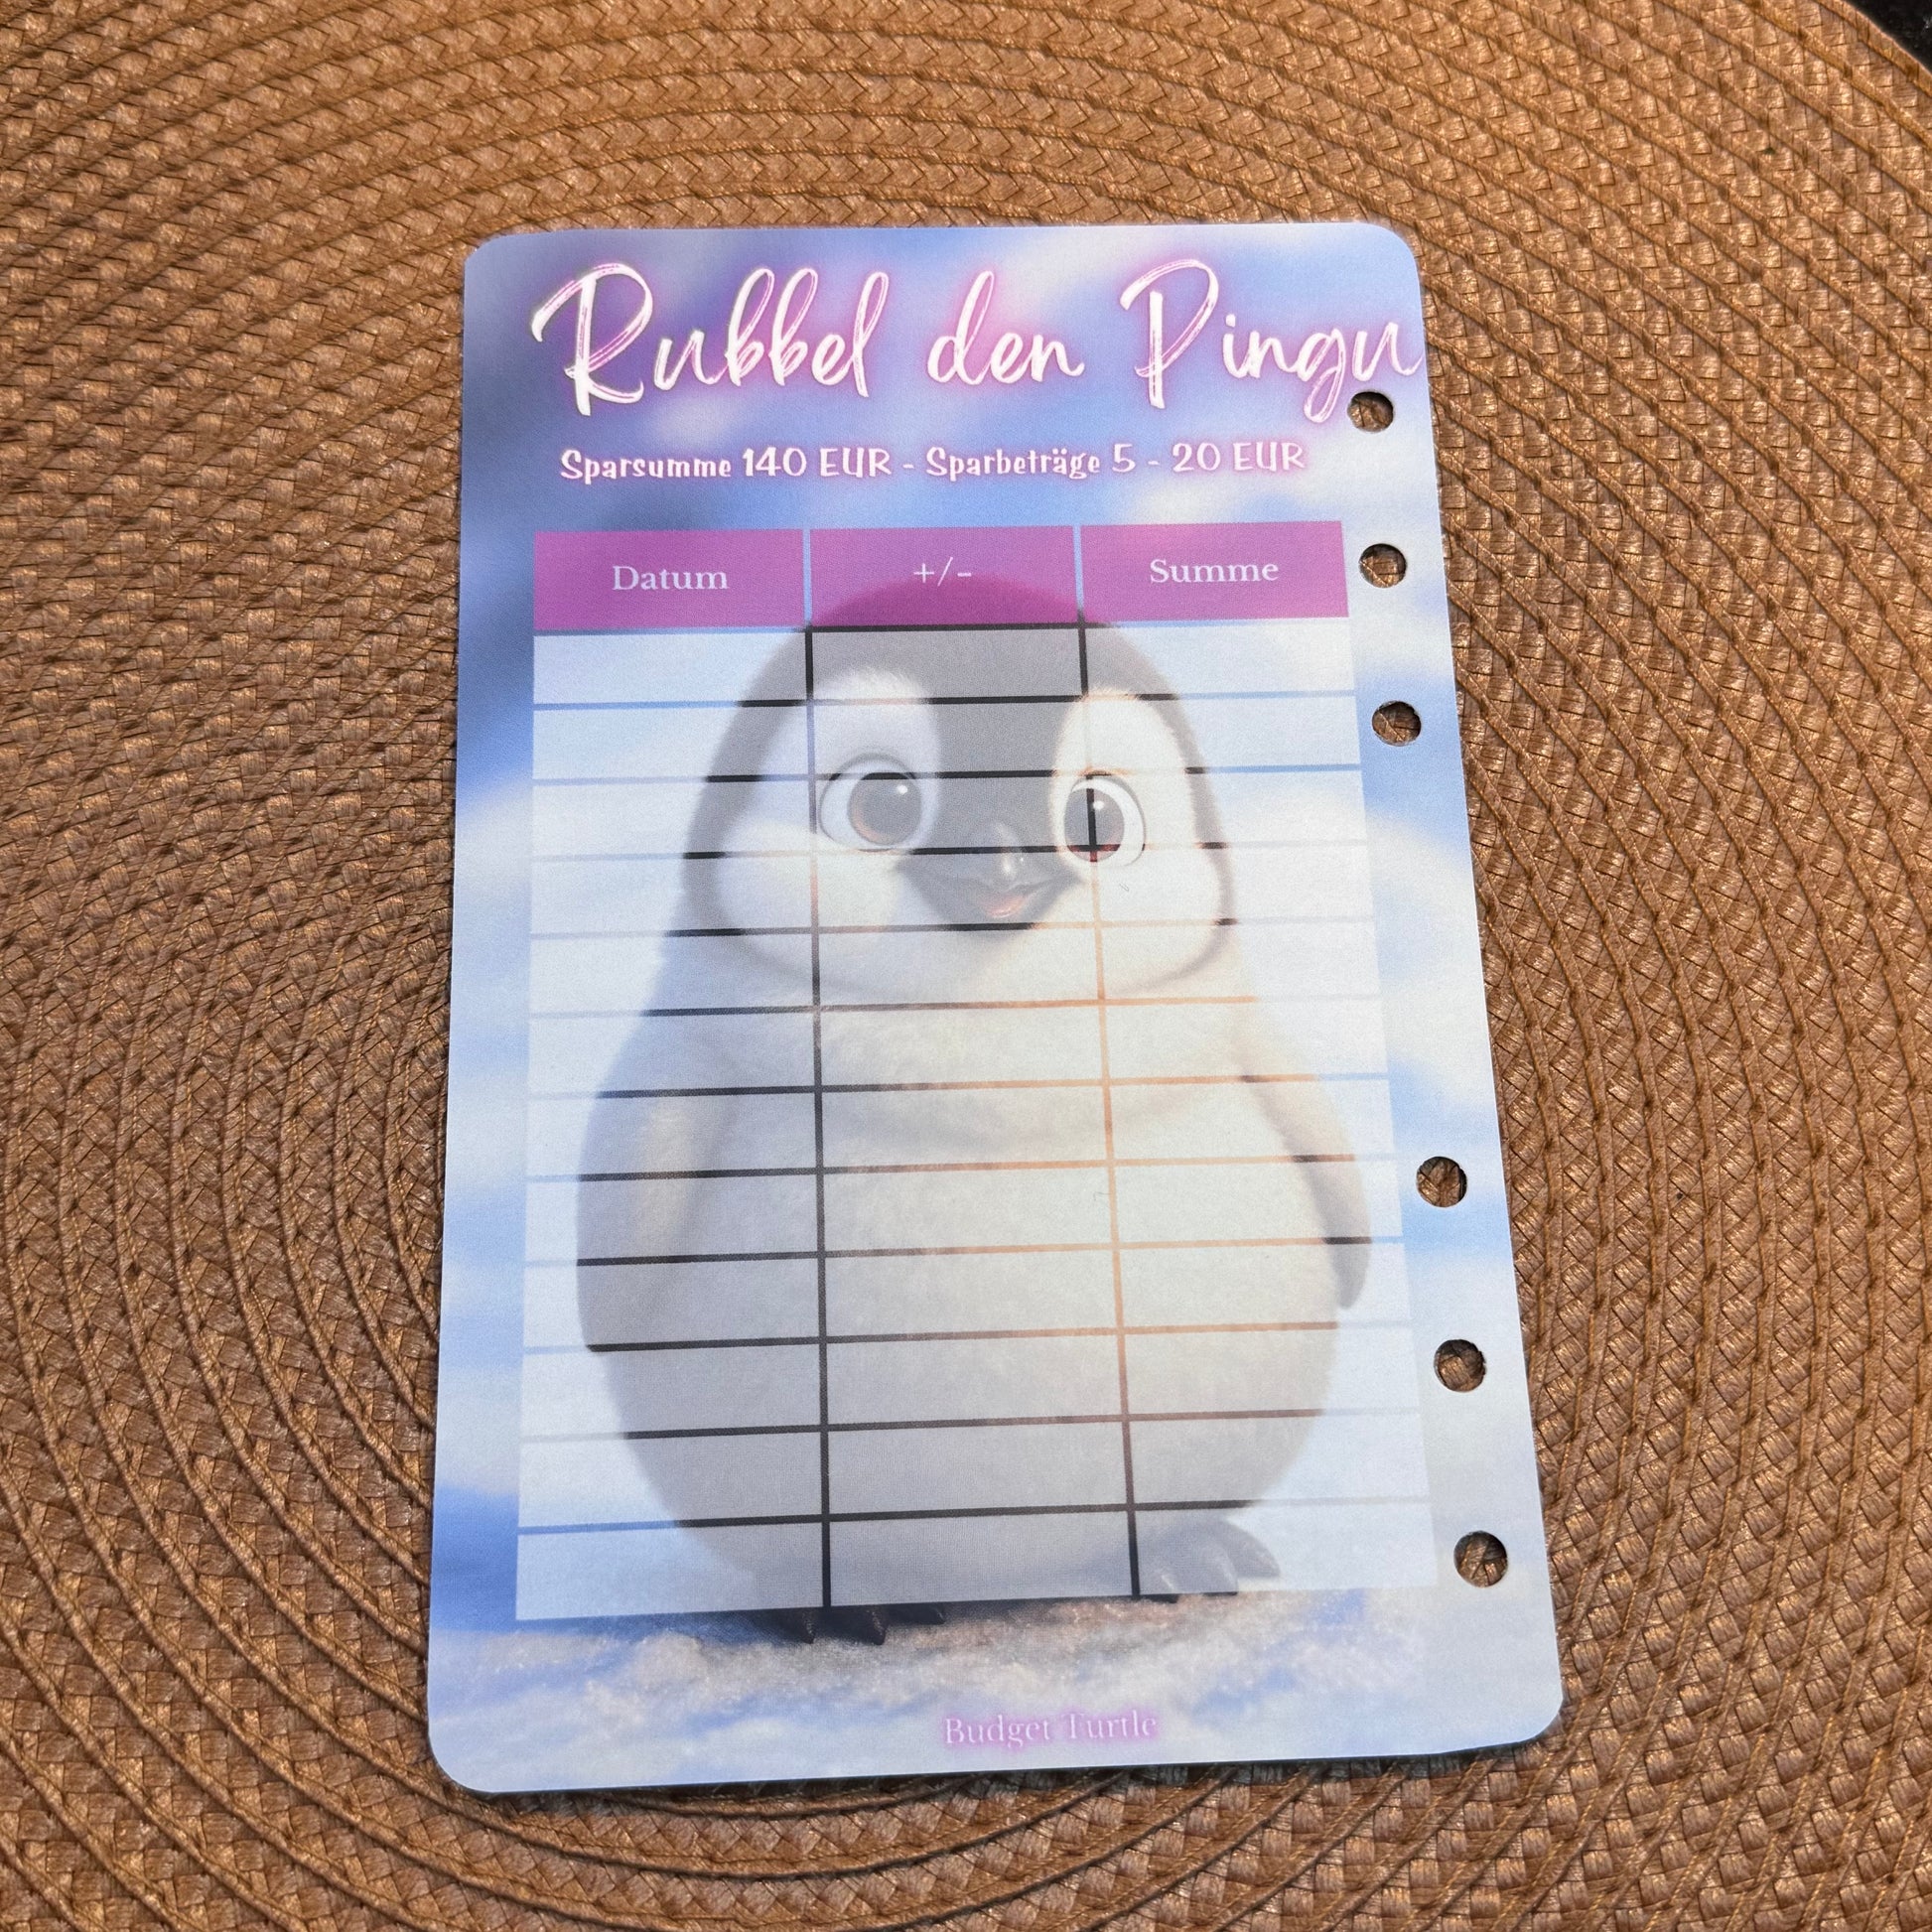 Rubbel den Pingu
Sparsumme 140 EUR - Sparbeträge 5 - 20 EUR
Datum +/- Summe
Budget Turtle